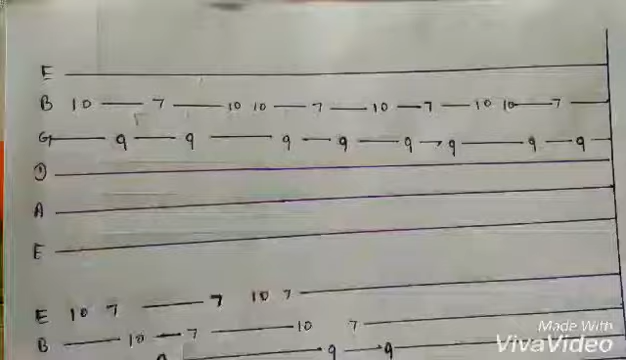 E
B 10 7 10 10 7 10 7 10 10 7
G 9 9 9 9 9 9 9 9
D
A
E
E 10 7 7 10 7
B 10 7 10 7
9 9 9
Made With
VivaVideo